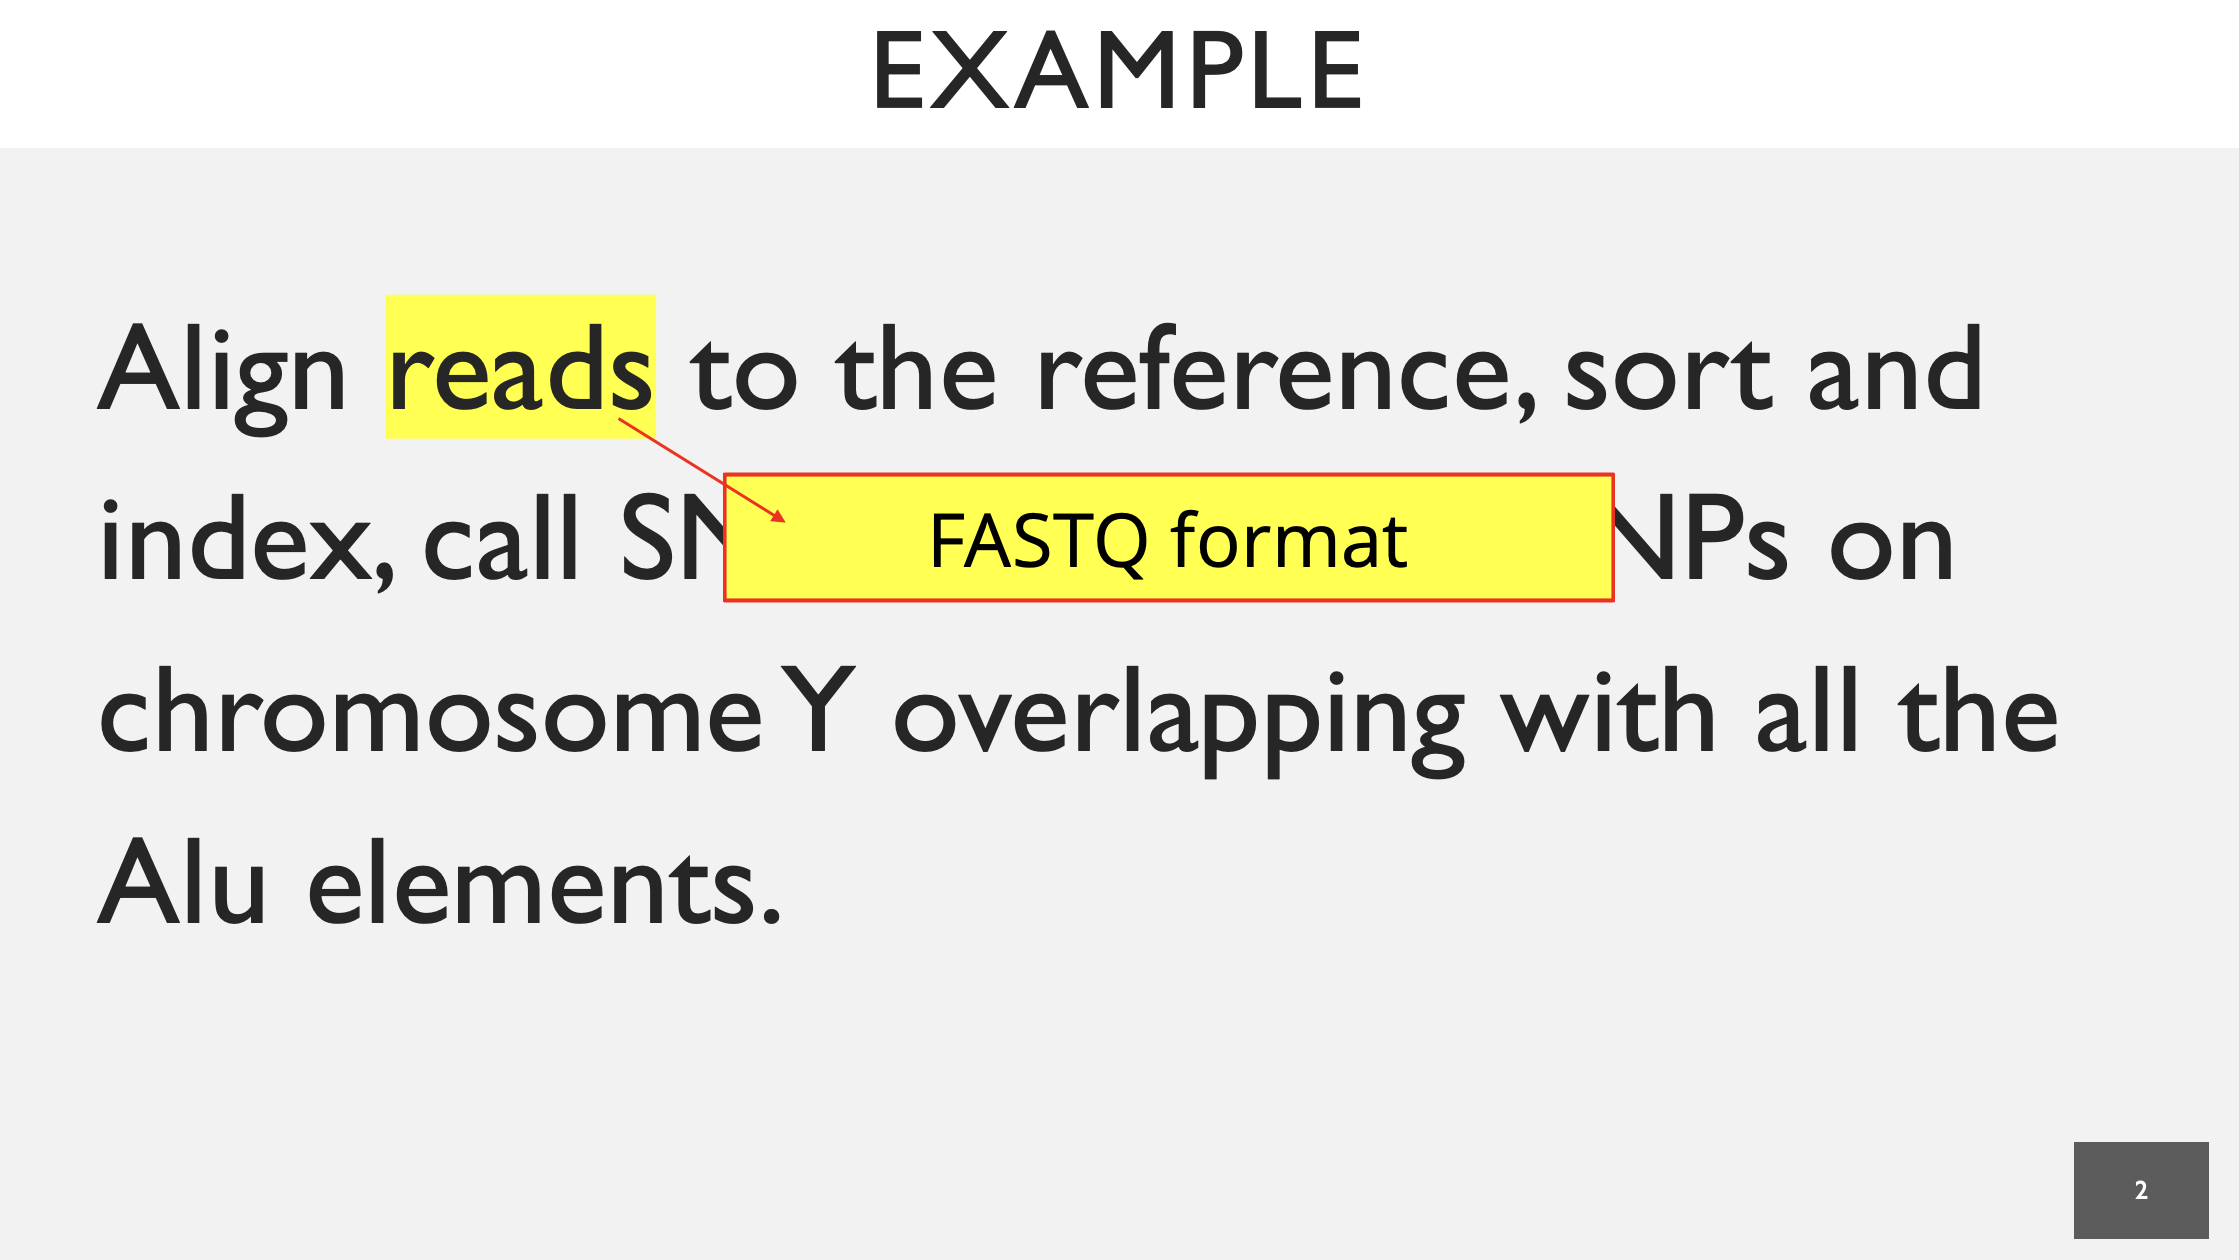 EXAMPLE
Align reads to the reference, sort and
index, call SN
FASTQ format
NPs on
chromosome Y overlapping with all the
Alu elements.
2